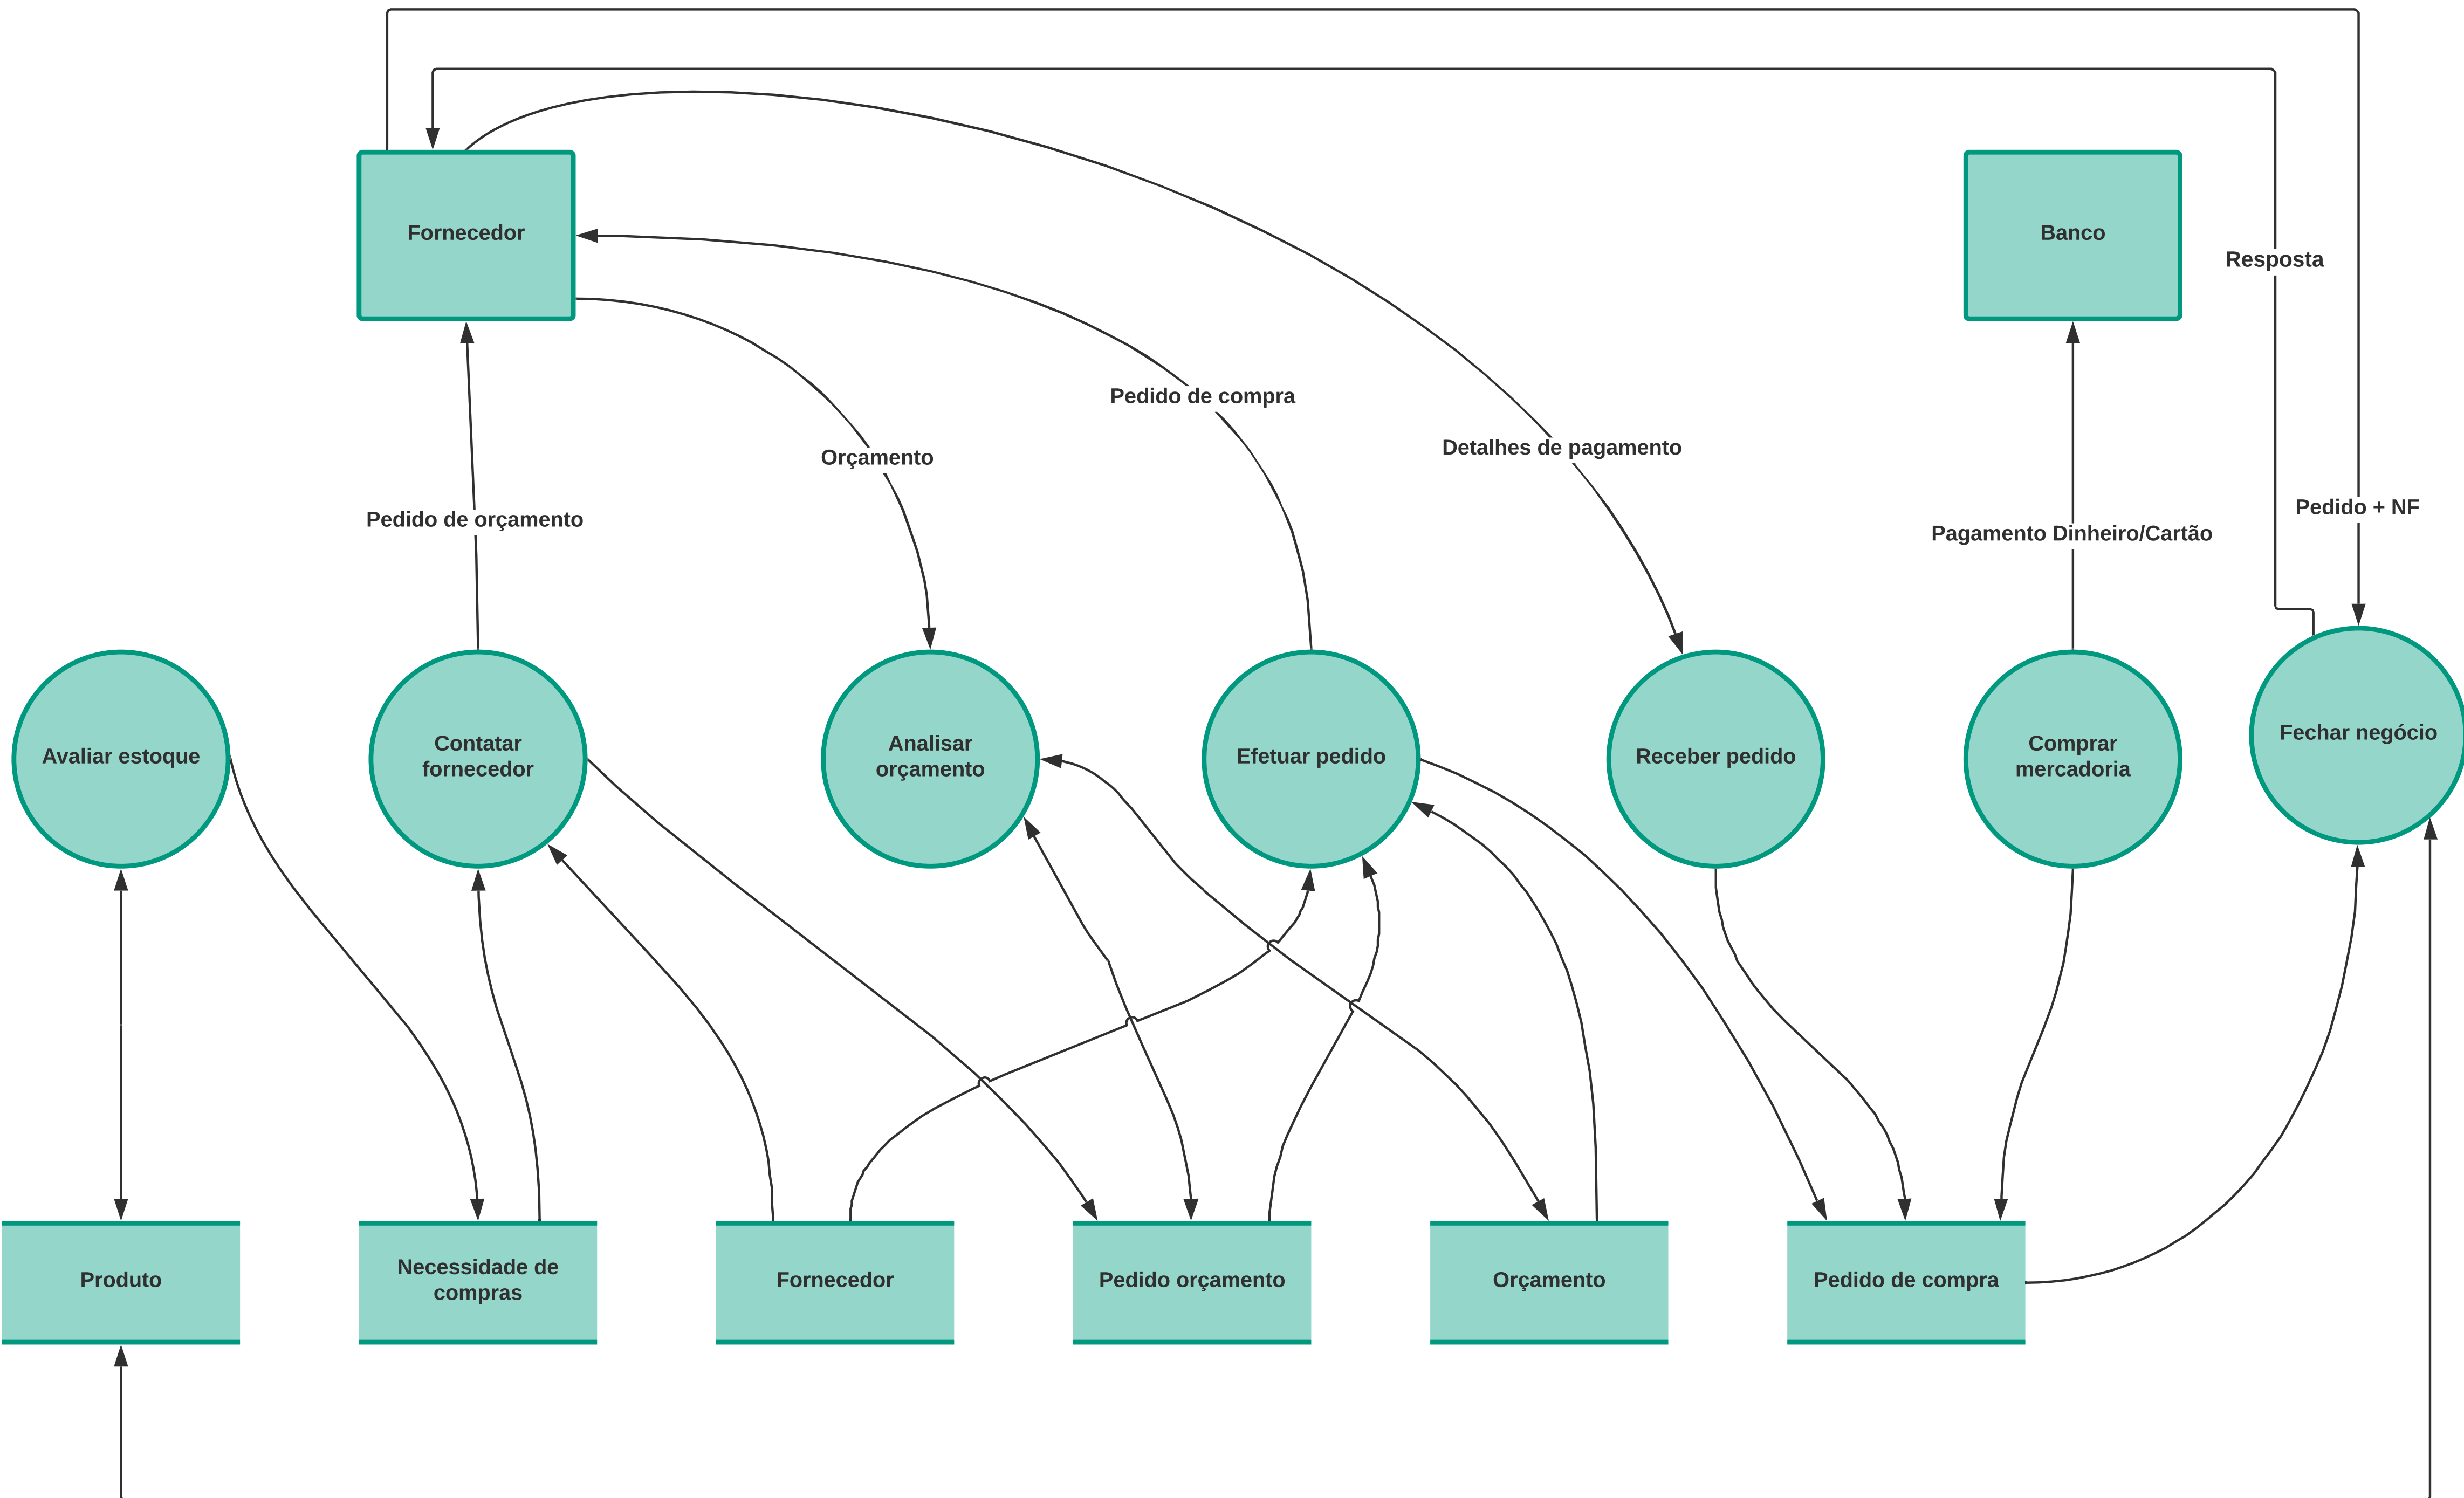 Fornecedor
Banco
Resposta
Pedido de compra
Detalhes de pagamento
Orçamento
Pedido + NF
Pedido de orçamento
Pagamento Dinheiro/Cartão
Avaliar estoque
Contatar
fornecedor
Analisar
orçamento
Efetuar pedido
Receber pedido
Comprar
mercadoria
Fechar negócio
Produto
Necessidade de
compras
Fornecedor
Pedido orçamento
Orçamento
Pedido de compra